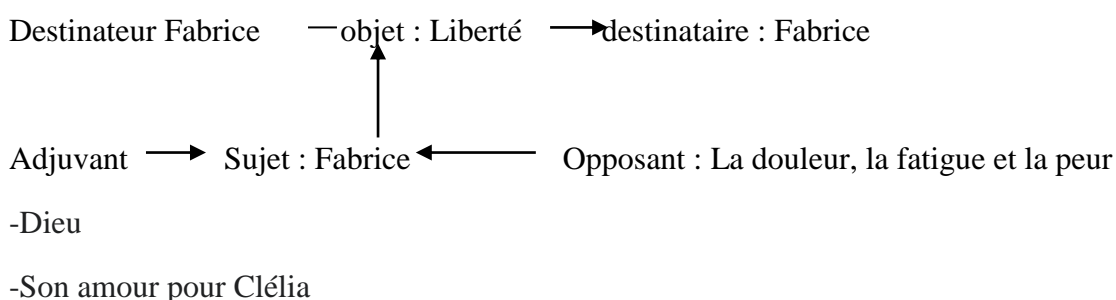 Destinateur Fabrice objet : Liberté destinataire : Fabrice
Adjuvant Sujet : Fabrice Opposant : La douleur, la fatigue et la peur
-Dieu
-Son amour pour Clélia